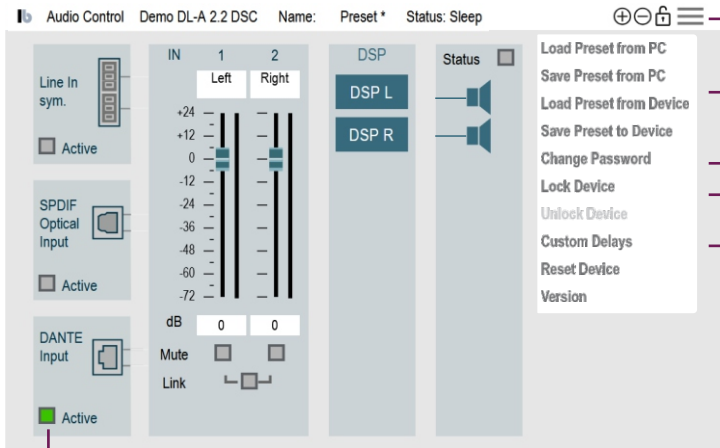 lb Audio Control Demo DL-A 2.2 DSC Name: Preset * Status: Sleep
Line In
sym.
Active
SPDIF
Optical
Input
Active
DANTE
Input
Active
IN 1 2
Left Right
+24
+12
0
-12
-24
-36
-48
-60
-72
dB 0 0
Mute
Link
DSP
DSP L
DSP R
Status
Load Preset from PC
Save Preset from PC
Load Preset from Device
Save Preset to Device
Change Password
Lock Device
Unlock Device
Custom Delays
Reset Device
Version